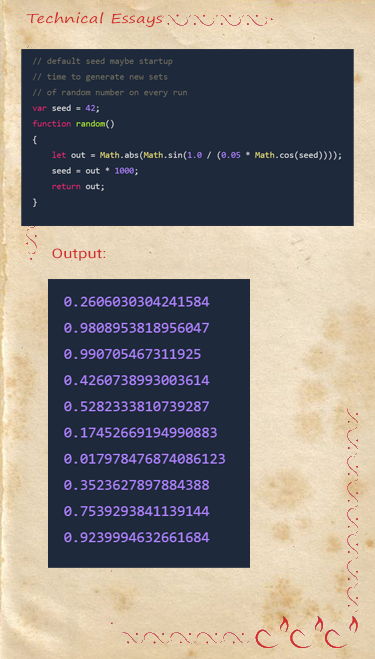 Technical Essays
// default seed maybe startup
// time to generate new sets
// of random number on every run
var seed = 42;
function random()
{
let out = Math.abs(Math.sin(1.0 / (0.05 * Math.cos(seed))));
seed = out * 1000;
return out;
}
Output:
0.2606030304241584
0.9808953818956047
0.990705467311925
0.4260738993003614
0.5282333810739287
0.17452669194990883
0.017978476874086123
0.3523627897884388
0.7539293841139144
0.9239994632661684